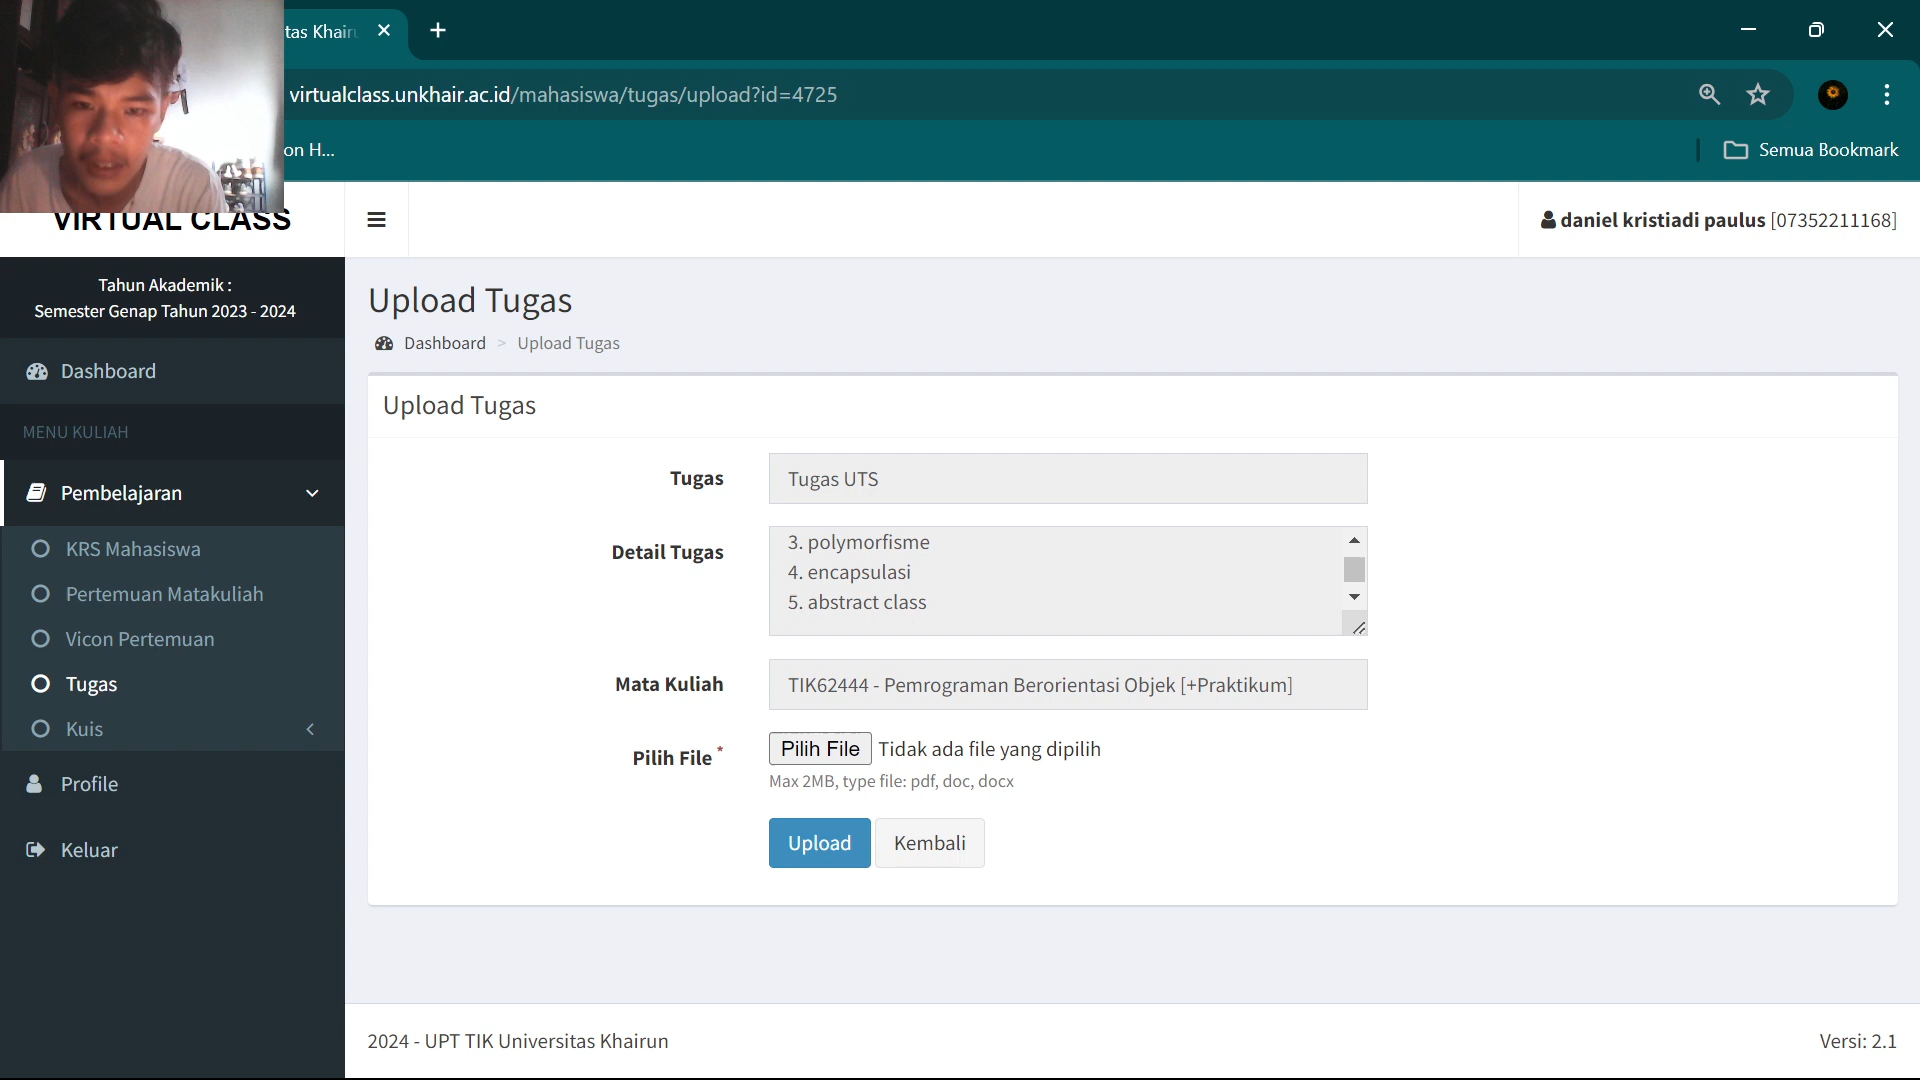 tas Khair
virtualclass.unkhair.ac.id/mahasiswa/tugas/upload?id=4725
on H...
Semua Bookmark
VIRTUAL CLASS
daniel kristiadi paulus [07352211168]
Tahun Akademik :
Semester Genap Tahun 2023 - 2024
Dashboard
MENU KULIAH
Pembelajaran
KRS Mahasiswa
Pertemuan Matakuliah
Vicon Pertemuan
Tugas
Kuis
Profile
Keluar
Upload Tugas
Dashboard > Upload Tugas
Upload Tugas
Tugas
Tugas UTS
Detail Tugas
3. polymorfisme
4. encapsulasi
5. abstract class
Mata Kuliah
TIK62444 - Pemrograman Berorientasi Objek [+Praktikum]
Pilih File *
Pilih File Tidak ada file yang dipilih
Max 2MB, type file: pdf, doc, docx
Upload Kembali
2024 - UPT TIK Universitas Khairun
Versi: 2.1